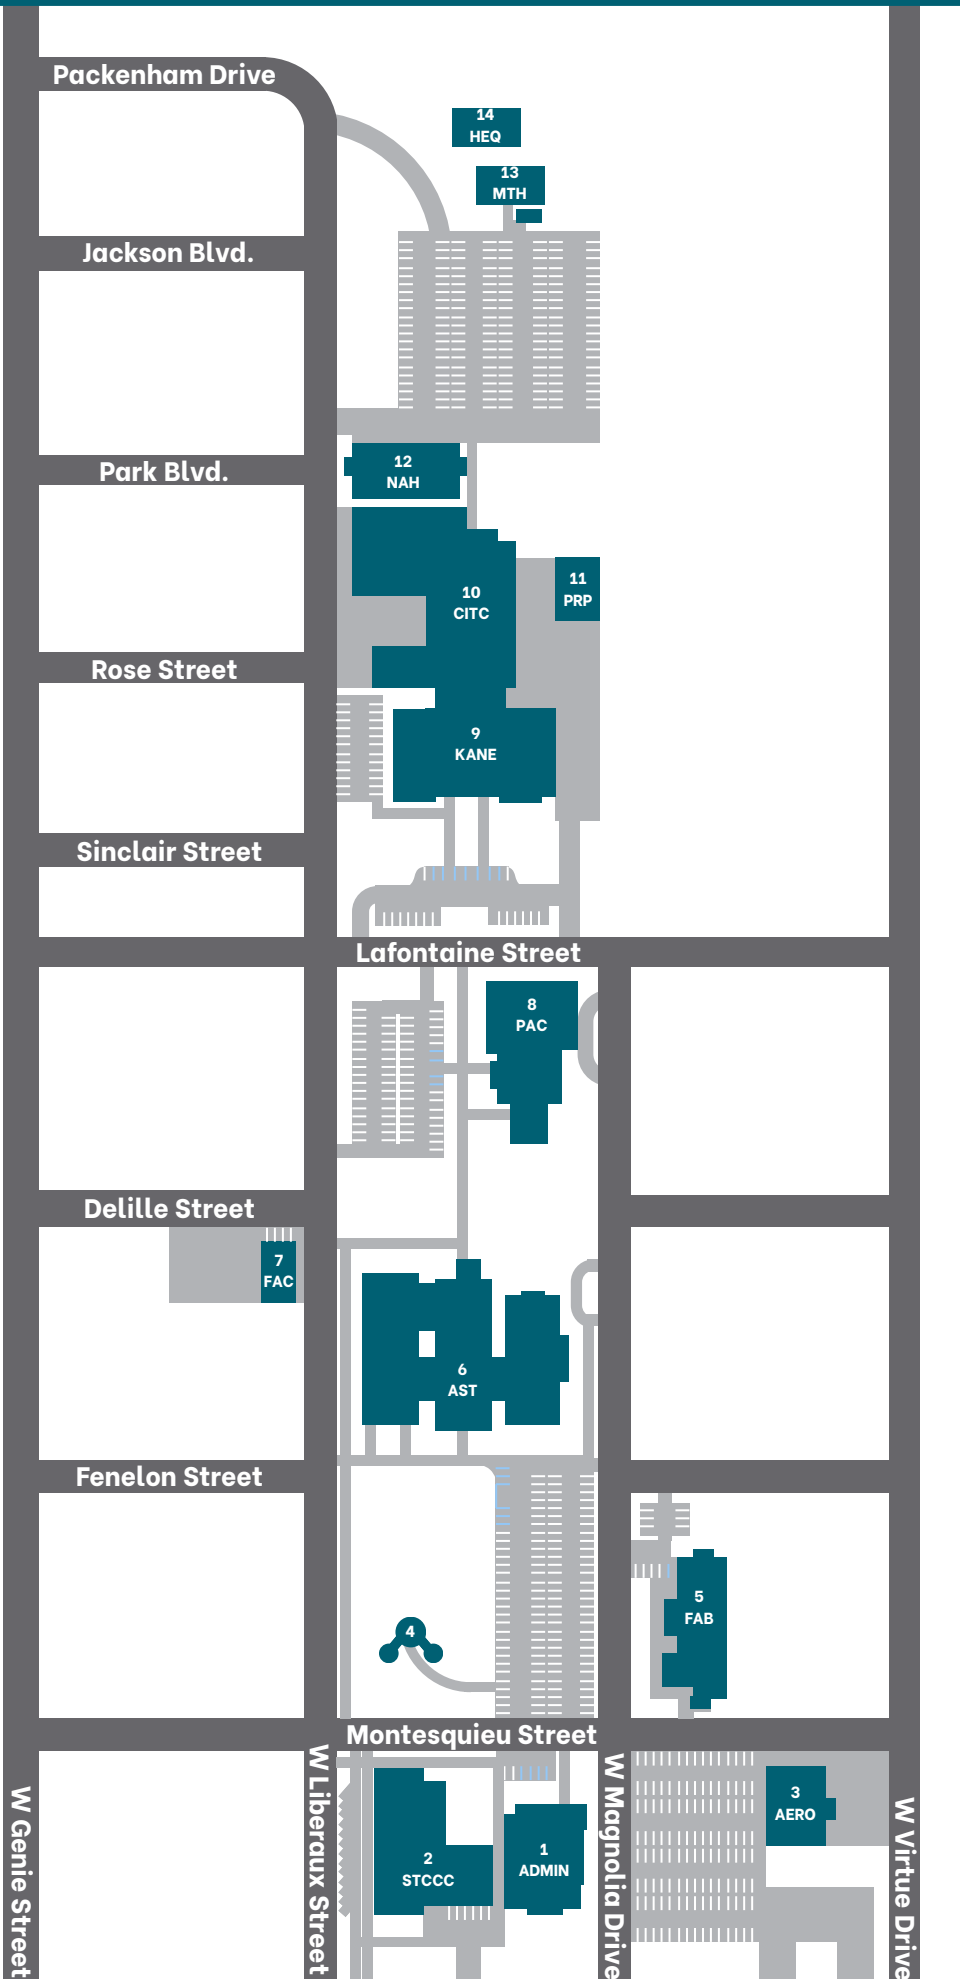 Packenham Drive
14
HEQ
13
MTH
Jackson Blvd.
12
NAH
Park Blvd.
11
PRP
10
CITC
Rose Street
9
KANE
Sinclair Street
Lafontaine Street
8
PAC
Delille Street
7
FAC
6
AST
Fenelon Street
5
FAB
4
Montesquieu Street
W Genie Street
W Liberaux Street
W Magnolia Drive
W Virtue Drive
3
AERO
2
STCCC
1
ADMIN